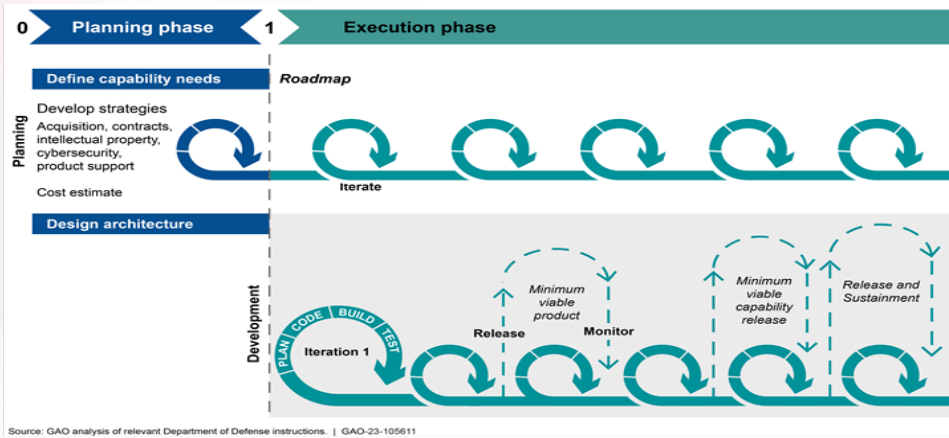 0 Planning phase 1 Execution phase
Define capability needs
Roadmap
Planning
Develop strategies
Acquisition, contracts,
intellectual property,
cybersecurity,
product support
Cost estimate
Iterate
Design architecture
Development
PLAN CODE BUILD TEST
Iteration 1
Release
Minimum
viable
product
Monitor
Minimum
viable
capability
release
Release and
Sustainment
Source: GAO analysis of relevant Department of Defense instructions. | GAO-23-105611